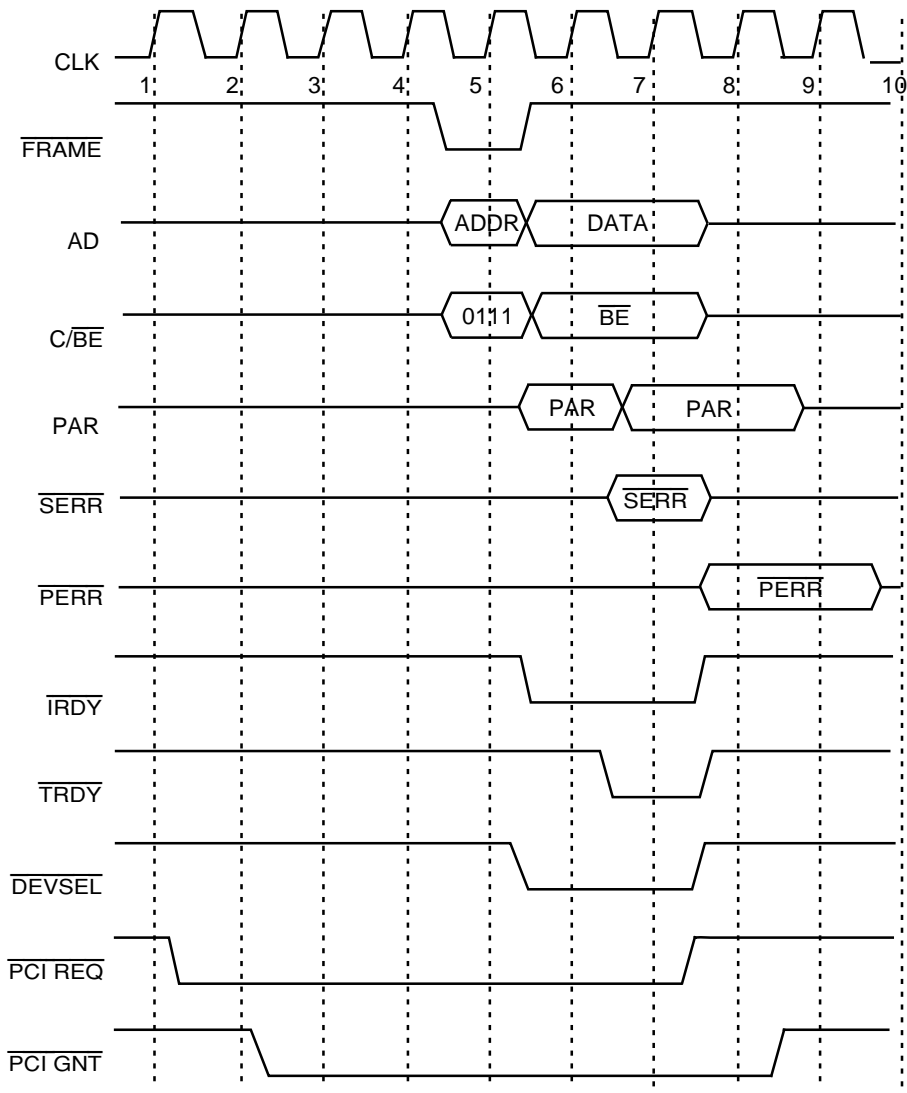 CLK
1 2 3 4 5 6 7 8 9 10
FRAME
AD ADDR DATA
C/BE 0111 BE
PAR PAR PAR
SERR SERR
PERR PERR
IRDY
TRDY
DEVSEL
PCI REQ
PCI GNT